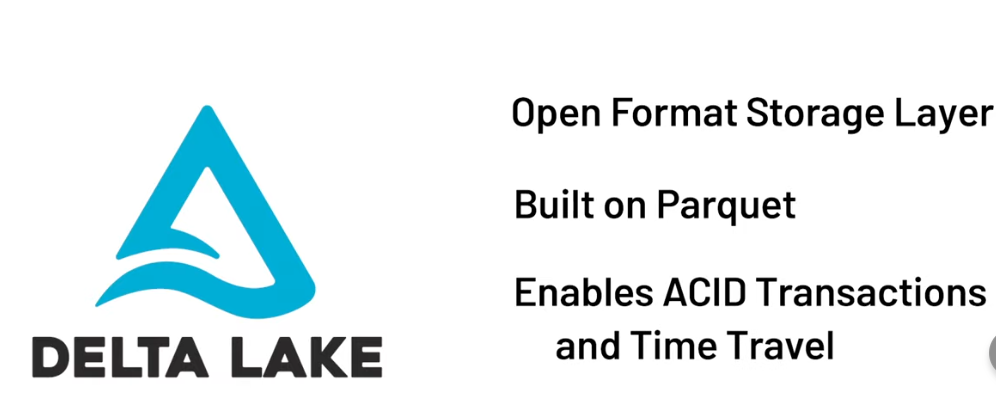 Open Format Storage Layer
Built on Parquet
Enables ACID Transactions
and Time Travel
DELTA LAKE